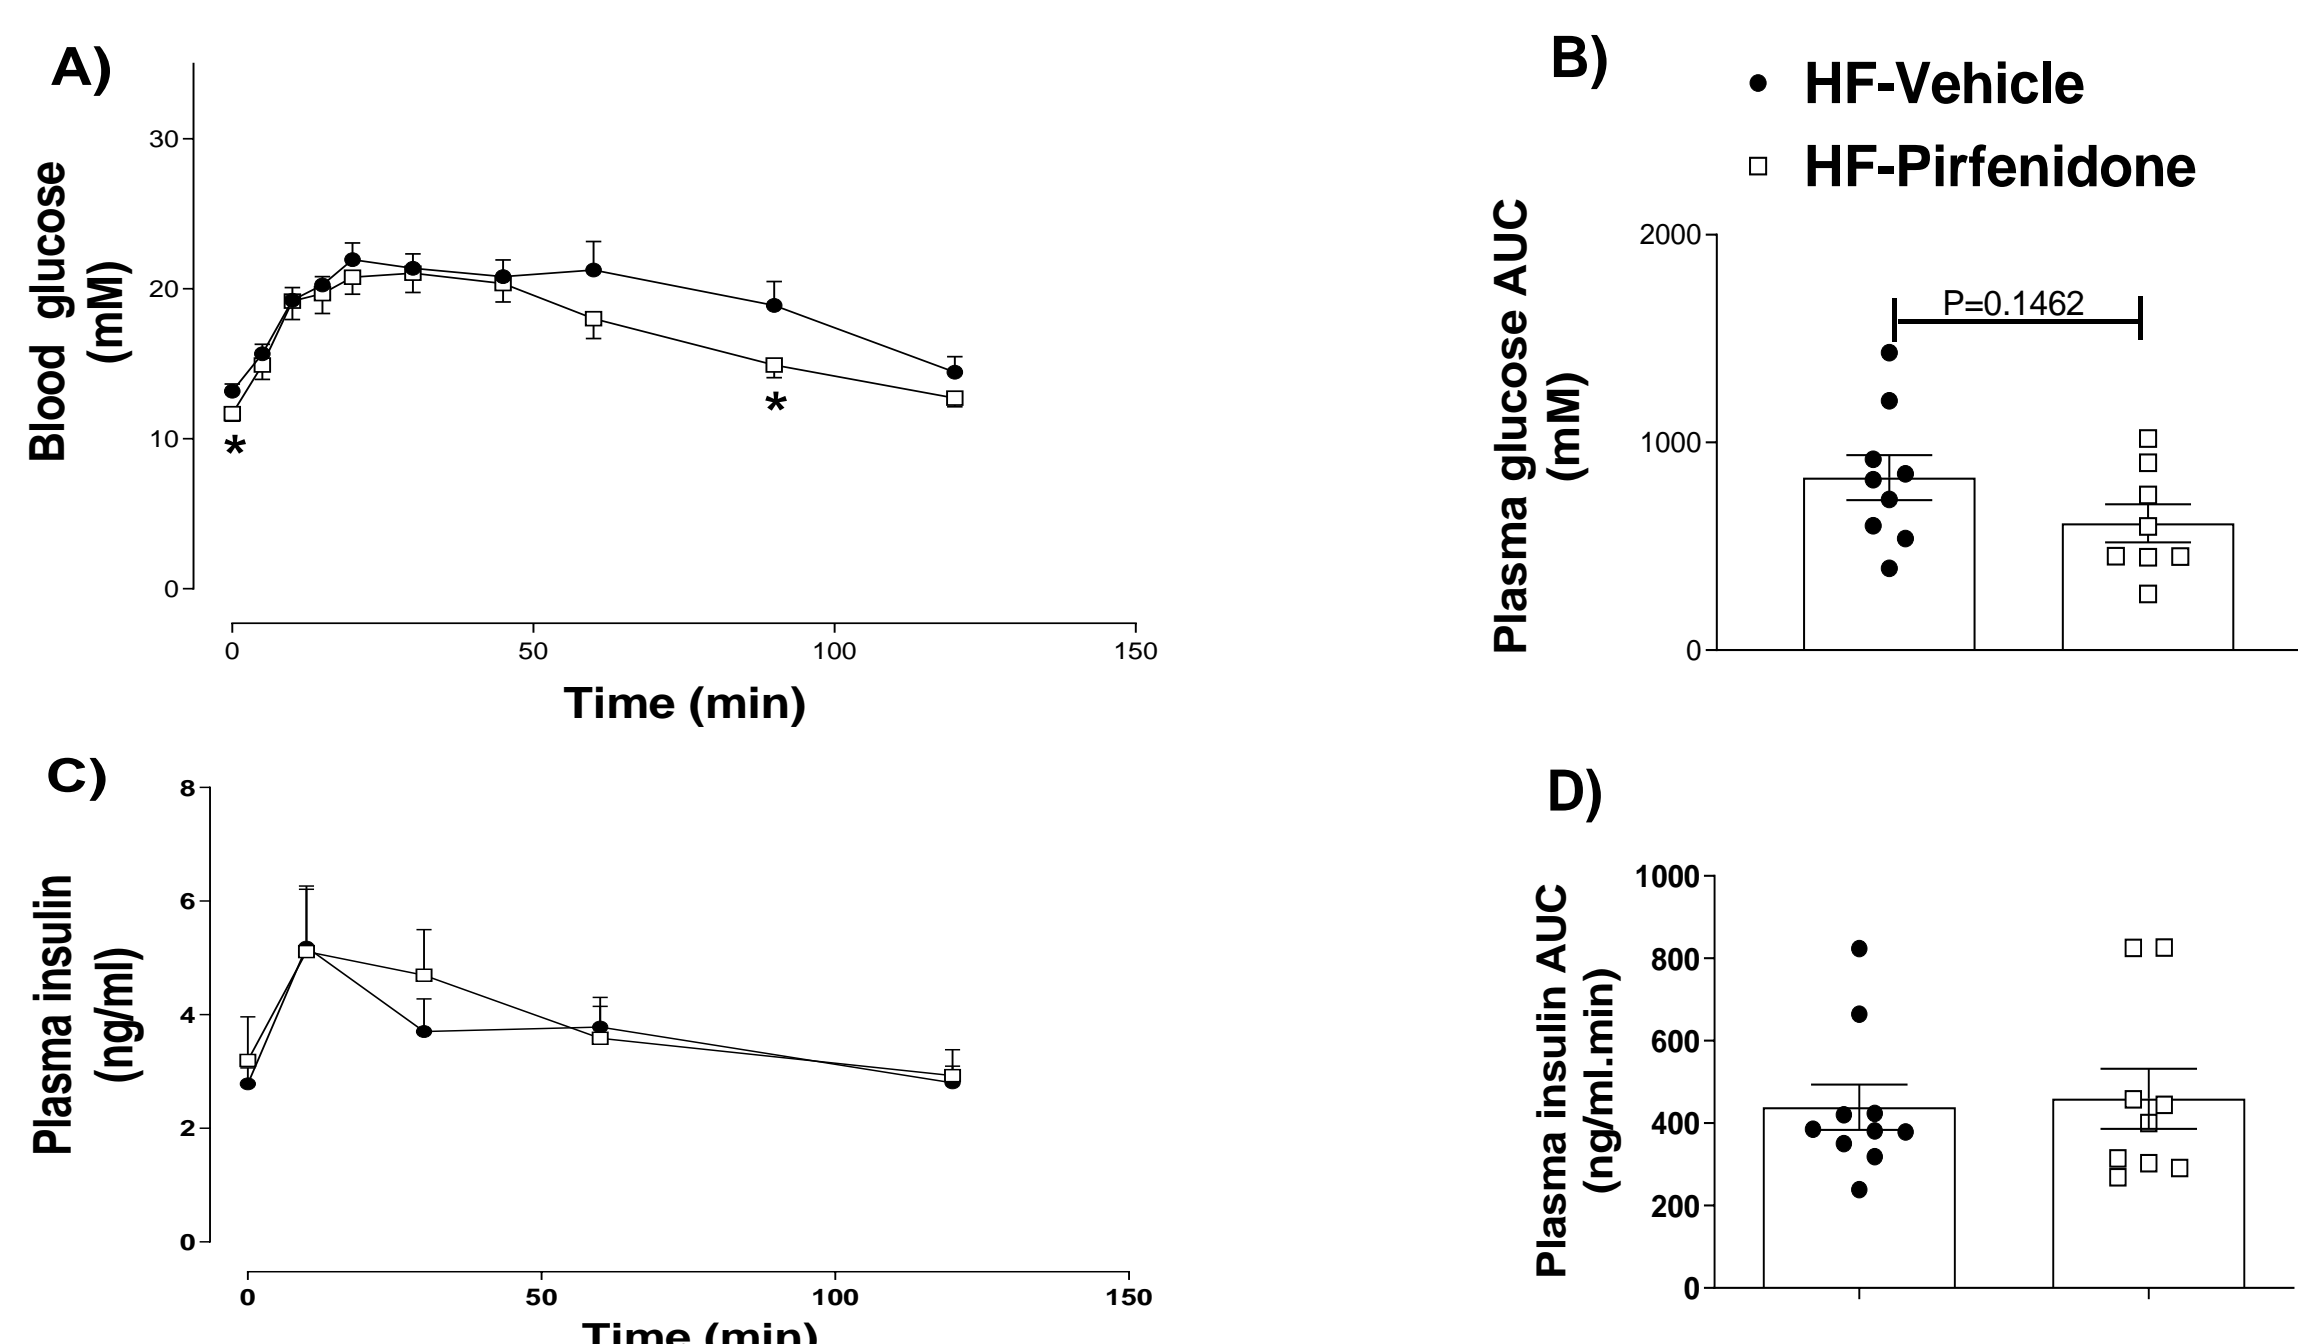 A)
Blood glucose
(mM)
30
20
10
0
*
*
0 50 100 150
Time (min)
B)
HF-Vehicle
HF-Pirfenidone
Plasma glucose AUC
(mM)
2000
1000
0
P=0.1462
C)
Plasma insulin
(ng/ml)
8
6
4
2
0
0 50 100 150
Time (min)
D)
Plasma insulin AUC
(ng/ml.min)
1000
800
600
400
200
0